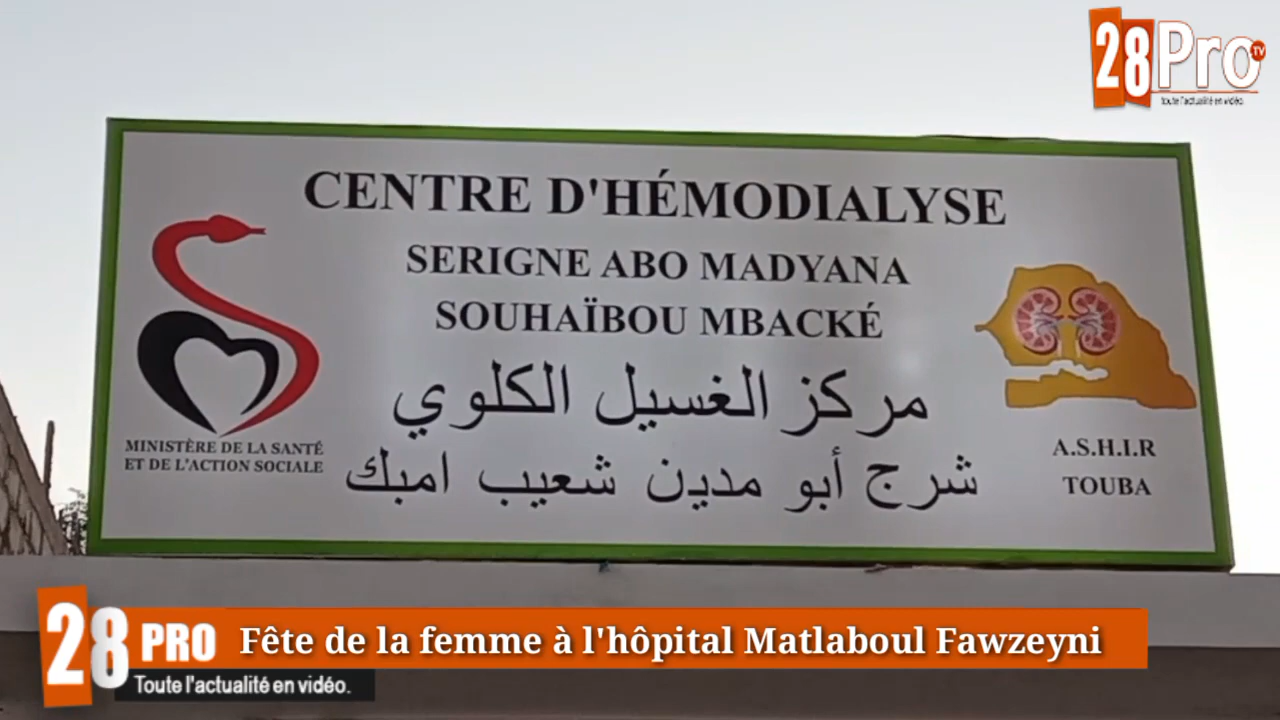 28Pro TV
toute l'actualité en vidéo.
CENTRE D'HÉMODIALYSE
SERIGNE ABO MADYANA
SOUHAÏBOU MBACKÉ
مركز الغسيل الكلوي
شرج أبو مدين شعيب امبك
MINISTÈRE DE LA SANTÉ
ET DE L'ACTION SOCIALE
A.S.H.I.R
TOUBA
28 PRO
Fête de la femme à l'hôpital Matlaboul Fawzeyni
Toute l'actualité en vidéo.